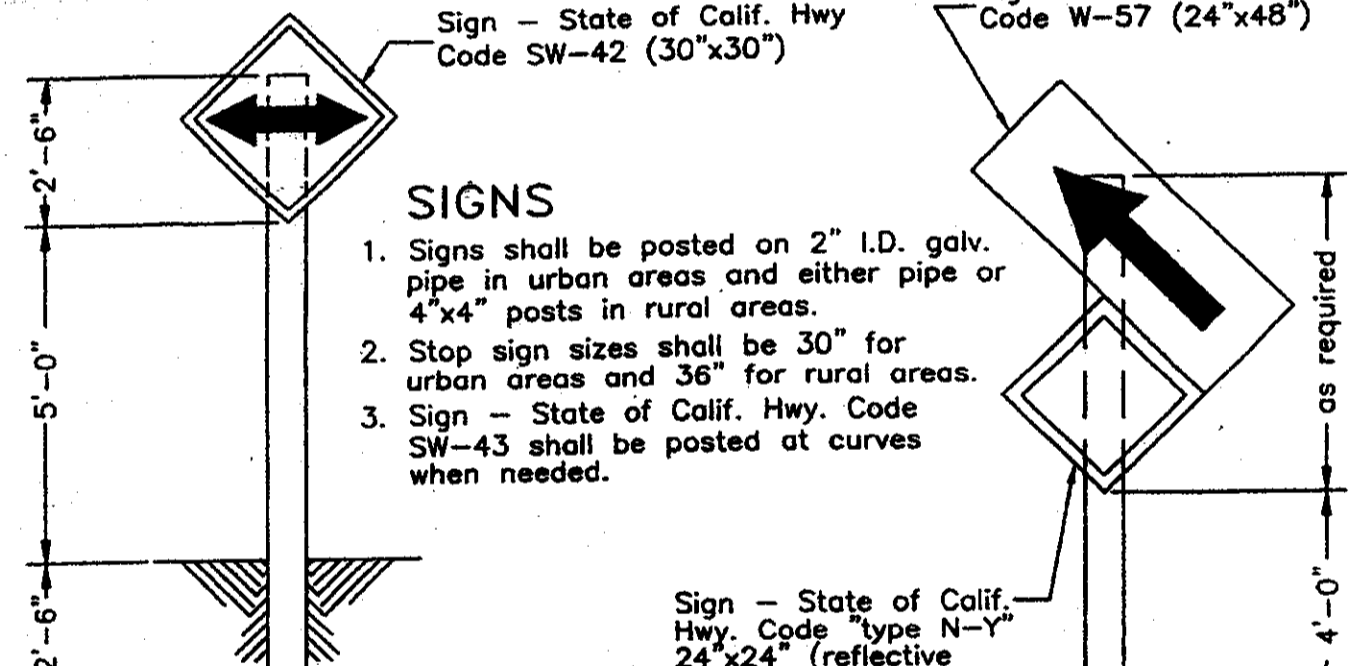 Sign – State of Calif. Hwy
Code SW–42 (30"x30")
Code W–57 (24"x48")
2'–6"
5'–0"
2'–6"
SIGNS
1. Signs shall be posted on 2" I.D. galv.
pipe in urban areas and either pipe or
4"x4" posts in rural areas.
2. Stop sign sizes shall be 30" for
urban areas and 36" for rural areas.
3. Sign – State of Calif. Hwy. Code
SW–43 shall be posted at curves
when needed.
as required
4'–0"
Sign – State of Calif.
Hwy. Code "type N–Y"
24"x24" (reflective